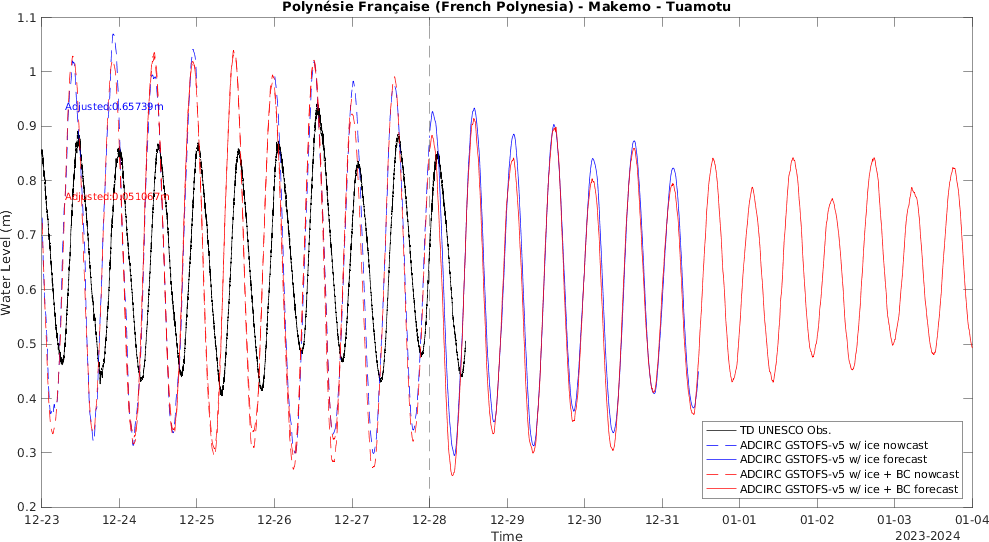 Polynésie Française (French Polynesia) - Makemo - Tuamotu
1.1
1
0.9
0.8
0.7
0.6
0.5
0.4
0.3
0.2
Water Level (m)
Adjusted:0.65739m
Adjusted:0.051067m
TD UNESCO Obs.
ADCIRC GSTOFS-v5 w/ ice nowcast
ADCIRC GSTOFS-v5 w/ ice forecast
ADCIRC GSTOFS-v5 w/ ice + BC nowcast
ADCIRC GSTOFS-v5 w/ ice + BC forecast
12-23 12-24 12-25 12-26 12-27 12-28 12-29 12-30 12-31 01-01 01-02 01-03 01-04
Time
2023-2024